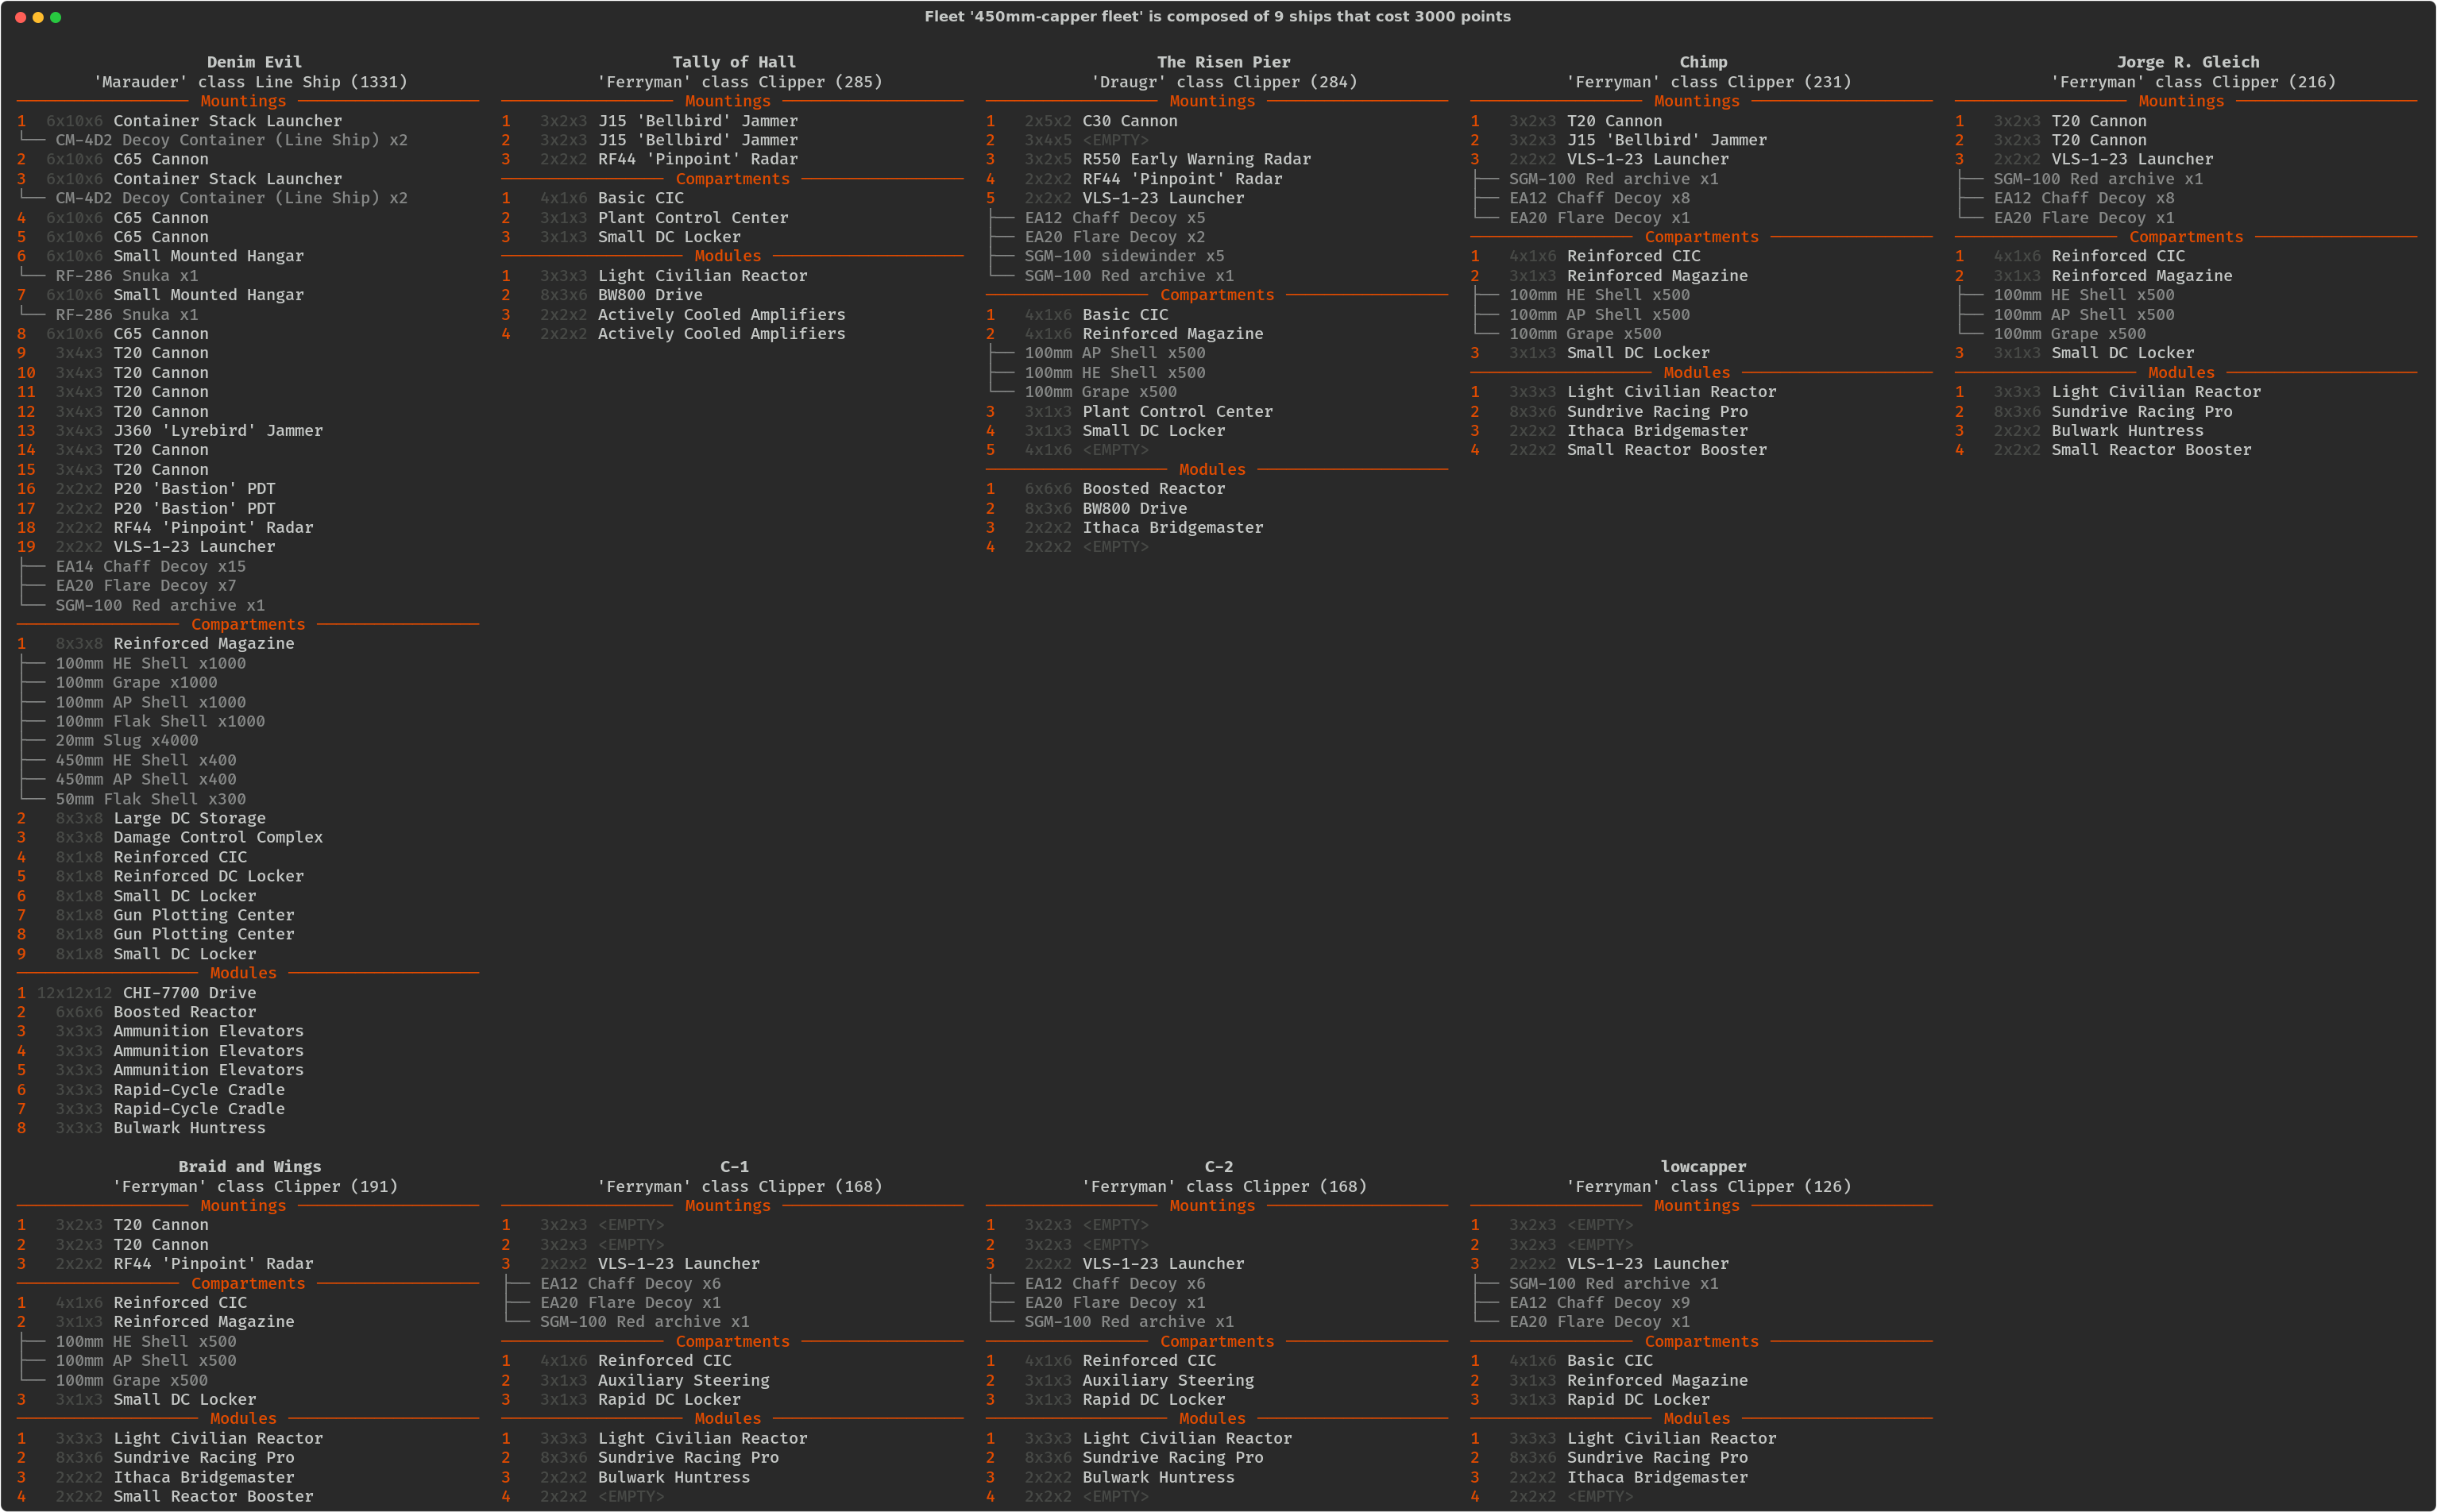 Fleet '450mm-capper fleet' is composed of 9 ships that cost 3000 points
Denim Evil
'Marauder' class Line Ship (1331)
Mountings
1 6x10x6 Container Stack Launcher
└── CM-4D2 Decoy Container (Line Ship) x2
2 6x10x6 C65 Cannon
3 6x10x6 Container Stack Launcher
└── CM-4D2 Decoy Container (Line Ship) x2
4 6x10x6 C65 Cannon
5 6x10x6 C65 Cannon
6 6x10x6 Small Mounted Hangar
└── RF-286 Snuka x1
7 6x10x6 Small Mounted Hangar
└── RF-286 Snuka x1
8 6x10x6 C65 Cannon
9 3x4x3 T20 Cannon
10 3x4x3 T20 Cannon
11 3x4x3 T20 Cannon
12 3x4x3 T20 Cannon
13 3x4x3 J360 'Lyrebird' Jammer
14 3x4x3 T20 Cannon
15 3x4x3 T20 Cannon
16 2x2x2 P20 'Bastion' PDT
17 2x2x2 P20 'Bastion' PDT
18 2x2x2 RF44 'Pinpoint' Radar
19 2x2x2 VLS-1-23 Launcher
├── EA14 Chaff Decoy x15
├── EA20 Flare Decoy x7
└── SGM-100 Red archive x1
Compartments
1 8x3x8 Reinforced Magazine
├── 100mm HE Shell x1000
├── 100mm Grape x1000
├── 100mm AP Shell x1000
├── 100mm Flak Shell x1000
├── 20mm Slug x4000
├── 450mm HE Shell x400
├── 450mm AP Shell x400
└── 50mm Flak Shell x300
2 8x3x8 Large DC Storage
3 8x3x8 Damage Control Complex
4 8x1x8 Reinforced CIC
5 8x1x8 Reinforced DC Locker
6 8x1x8 Small DC Locker
7 8x1x8 Gun Plotting Center
8 8x1x8 Gun Plotting Center
9 8x1x8 Small DC Locker
Modules
1 12x12x12 CHI-7700 Drive
2 6x6x6 Boosted Reactor
3 3x3x3 Ammunition Elevators
4 3x3x3 Ammunition Elevators
5 3x3x3 Ammunition Elevators
6 3x3x3 Rapid-Cycle Cradle
7 3x3x3 Rapid-Cycle Cradle
8 3x3x3 Bulwark Huntress
Tally of Hall
'Ferryman' class Clipper (285)
Mountings
1 3x2x3 J15 'Bellbird' Jammer
2 3x2x3 J15 'Bellbird' Jammer
3 2x2x2 RF44 'Pinpoint' Radar
Compartments
1 4x1x6 Basic CIC
2 3x1x3 Plant Control Center
3 3x1x3 Small DC Locker
Modules
1 3x3x3 Light Civilian Reactor
2 8x3x6 BW800 Drive
3 2x2x2 Actively Cooled Amplifiers
4 2x2x2 Actively Cooled Amplifiers
The Risen Pier
'Draugr' class Clipper (284)
Mountings
1 2x5x2 C30 Cannon
2 3x4x5 <EMPTY>
3 3x2x5 R550 Early Warning Radar
4 2x2x2 RF44 'Pinpoint' Radar
5 2x2x2 VLS-1-23 Launcher
├── EA12 Chaff Decoy x5
├── EA20 Flare Decoy x2
├── SGM-100 sidewinder x5
└── SGM-100 Red archive x1
Compartments
1 4x1x6 Basic CIC
2 4x1x6 Reinforced Magazine
├── 100mm AP Shell x500
├── 100mm HE Shell x500
└── 100mm Grape x500
3 3x1x3 Plant Control Center
4 3x1x3 Small DC Locker
5 4x1x6 <EMPTY>
Modules
1 6x6x6 Boosted Reactor
2 8x3x6 BW800 Drive
3 2x2x2 Ithaca Bridgemaster
4 2x2x2 <EMPTY>
Chimp
'Ferryman' class Clipper (231)
Mountings
1 3x2x3 T20 Cannon
2 3x2x3 J15 'Bellbird' Jammer
3 2x2x2 VLS-1-23 Launcher
├── SGM-100 Red archive x1
├── EA12 Chaff Decoy x8
└── EA20 Flare Decoy x1
Compartments
1 4x1x6 Reinforced CIC
2 3x1x3 Reinforced Magazine
├── 100mm HE Shell x500
├── 100mm AP Shell x500
└── 100mm Grape x500
3 3x1x3 Small DC Locker
Modules
1 3x3x3 Light Civilian Reactor
2 8x3x6 Sundrive Racing Pro
3 2x2x2 Ithaca Bridgemaster
4 2x2x2 Small Reactor Booster
Jorge R. Gleich
'Ferryman' class Clipper (216)
Mountings
1 3x2x3 T20 Cannon
2 3x2x3 T20 Cannon
3 2x2x2 VLS-1-23 Launcher
├── SGM-100 Red archive x1
├── EA12 Chaff Decoy x8
└── EA20 Flare Decoy x1
Compartments
1 4x1x6 Reinforced CIC
2 3x1x3 Reinforced Magazine
├── 100mm HE Shell x500
├── 100mm AP Shell x500
└── 100mm Grape x500
3 3x1x3 Small DC Locker
Modules
1 3x3x3 Light Civilian Reactor
2 8x3x6 Sundrive Racing Pro
3 2x2x2 Bulwark Huntress
4 2x2x2 Small Reactor Booster
Braid and Wings
'Ferryman' class Clipper (191)
Mountings
1 3x2x3 T20 Cannon
2 3x2x3 T20 Cannon
3 2x2x2 RF44 'Pinpoint' Radar
Compartments
1 4x1x6 Reinforced CIC
2 3x1x3 Reinforced Magazine
├── 100mm HE Shell x500
├── 100mm AP Shell x500
└── 100mm Grape x500
3 3x1x3 Small DC Locker
Modules
1 3x3x3 Light Civilian Reactor
2 8x3x6 Sundrive Racing Pro
3 2x2x2 Ithaca Bridgemaster
4 2x2x2 Small Reactor Booster
C-1
'Ferryman' class Clipper (168)
Mountings
1 3x2x3 <EMPTY>
2 3x2x3 <EMPTY>
3 2x2x2 VLS-1-23 Launcher
├── EA12 Chaff Decoy x6
├── EA20 Flare Decoy x1
└── SGM-100 Red archive x1
Compartments
1 4x1x6 Reinforced CIC
2 3x1x3 Auxiliary Steering
3 3x1x3 Rapid DC Locker
Modules
1 3x3x3 Light Civilian Reactor
2 8x3x6 Sundrive Racing Pro
3 2x2x2 Bulwark Huntress
4 2x2x2 <EMPTY>
C-2
'Ferryman' class Clipper (168)
Mountings
1 3x2x3 <EMPTY>
2 3x2x3 <EMPTY>
3 2x2x2 VLS-1-23 Launcher
├── EA12 Chaff Decoy x6
├── EA20 Flare Decoy x1
└── SGM-100 Red archive x1
Compartments
1 4x1x6 Reinforced CIC
2 3x1x3 Auxiliary Steering
3 3x1x3 Rapid DC Locker
Modules
1 3x3x3 Light Civilian Reactor
2 8x3x6 Sundrive Racing Pro
3 2x2x2 Bulwark Huntress
4 2x2x2 <EMPTY>
lowcapper
'Ferryman' class Clipper (126)
Mountings
1 3x2x3 <EMPTY>
2 3x2x3 <EMPTY>
3 2x2x2 VLS-1-23 Launcher
├── SGM-100 Red archive x1
├── EA12 Chaff Decoy x9
└── EA20 Flare Decoy x1
Compartments
1 4x1x6 Basic CIC
2 3x1x3 Reinforced Magazine
3 3x1x3 Rapid DC Locker
Modules
1 3x3x3 Light Civilian Reactor
2 8x3x6 Sundrive Racing Pro
3 2x2x2 Ithaca Bridgemaster
4 2x2x2 <EMPTY>